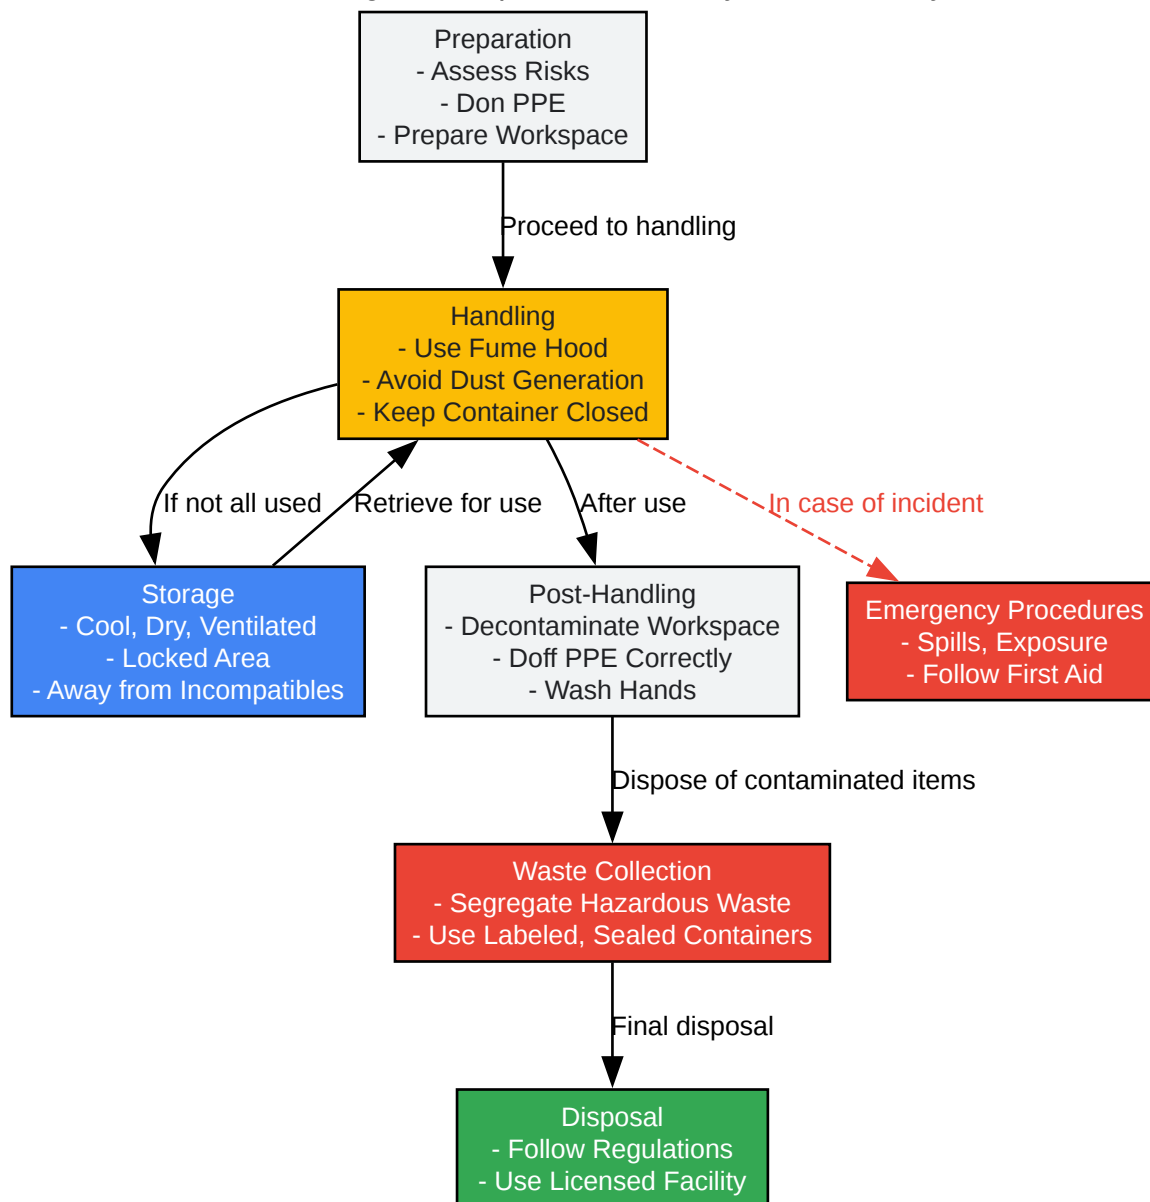 Preparation
- Assess Risks
- Don PPE
- Prepare Workspace
Proceed to handling
Handling
- Use Fume Hood
- Avoid Dust Generation
- Keep Container Closed
If not all used
Retrieve for use
After use
In case of incident
Storage
- Cool, Dry, Ventilated
- Locked Area
- Away from Incompatibles
Post-Handling
- Decontaminate Workspace
- Doff PPE Correctly
- Wash Hands
Emergency Procedures
- Spills, Exposure
- Follow First Aid
Dispose of contaminated items
Waste Collection
- Segregate Hazardous Waste
- Use Labeled, Sealed Containers
Final disposal
Disposal
- Follow Regulations
- Use Licensed Facility